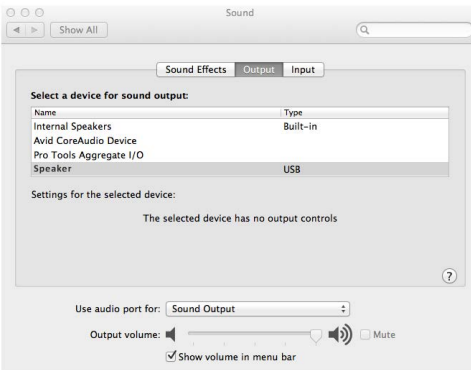 Sound
Show All
Sound Effects Output Input
Select a device for sound output:
Name Type
Internal Speakers Built-in
Avid CoreAudio Device
Pro Tools Aggregate I/O
Speaker USB
Settings for the selected device:
The selected device has no output controls
?
Use audio port for: Sound Output
Output volume: Mute
Show volume in menu bar